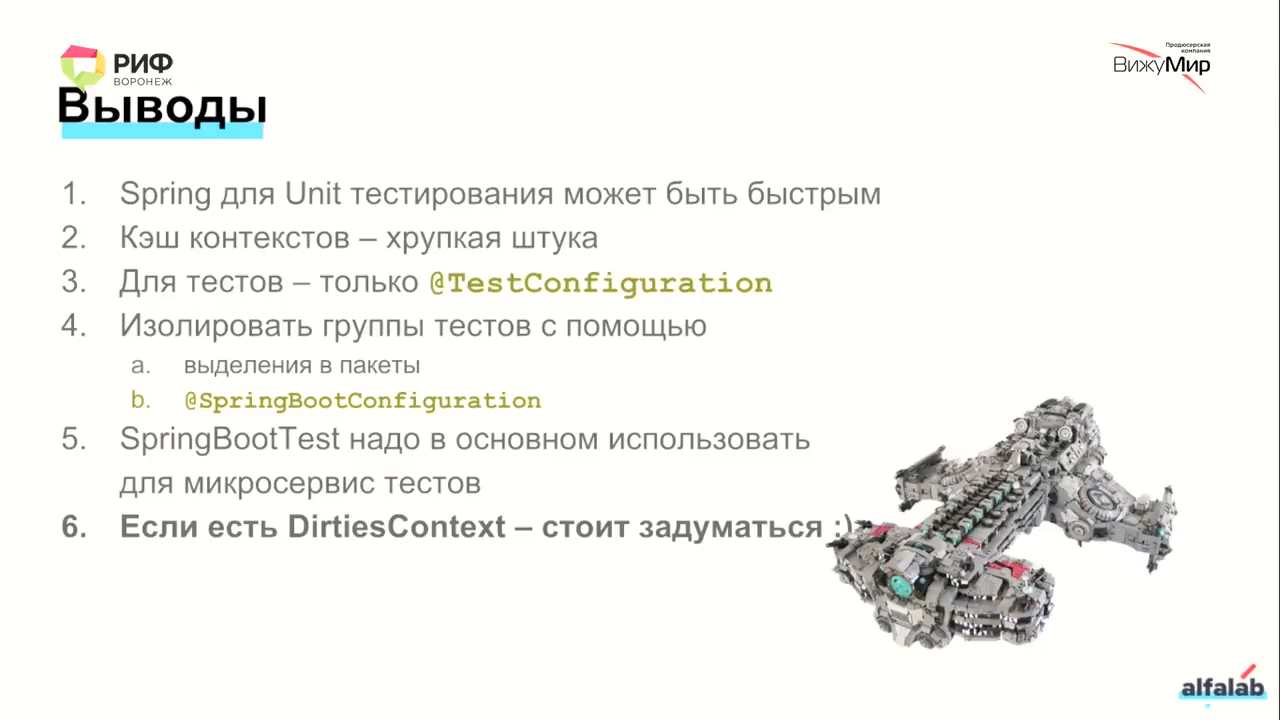 РИФ
ВОРОНЕЖ
Продюсерская
компания
ВижуМир
Выводы
1. Spring для Unit тестирования может быть быстрым
2. Кэш контекстов – хрупкая штука
3. Для тестов – только @TestConfiguration
4. Изолировать группы тестов с помощью
a. выделения в пакеты
b. @SpringBootConfiguration
5. SpringBootTest надо в основном использовать
для микросервис тестов
6. Если есть DirtiesContext – стоит задуматься :)
alfalab